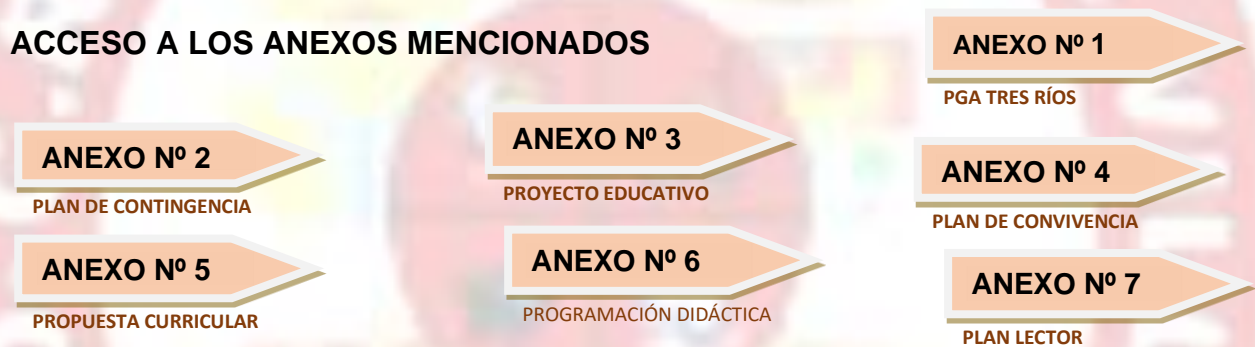 ACCESO A LOS ANEXOS MENCIONADOS
ANEXO Nº 1
PGA TRES RÍOS
ANEXO Nº 2
PLAN DE CONTINGENCIA
ANEXO Nº 3
PROYECTO EDUCATIVO
ANEXO Nº 4
PLAN DE CONVIVENCIA
ANEXO Nº 5
PROPUESTA CURRICULAR
ANEXO Nº 6
PROGRAMACIÓN DIDÁCTICA
ANEXO Nº 7
PLAN LECTOR